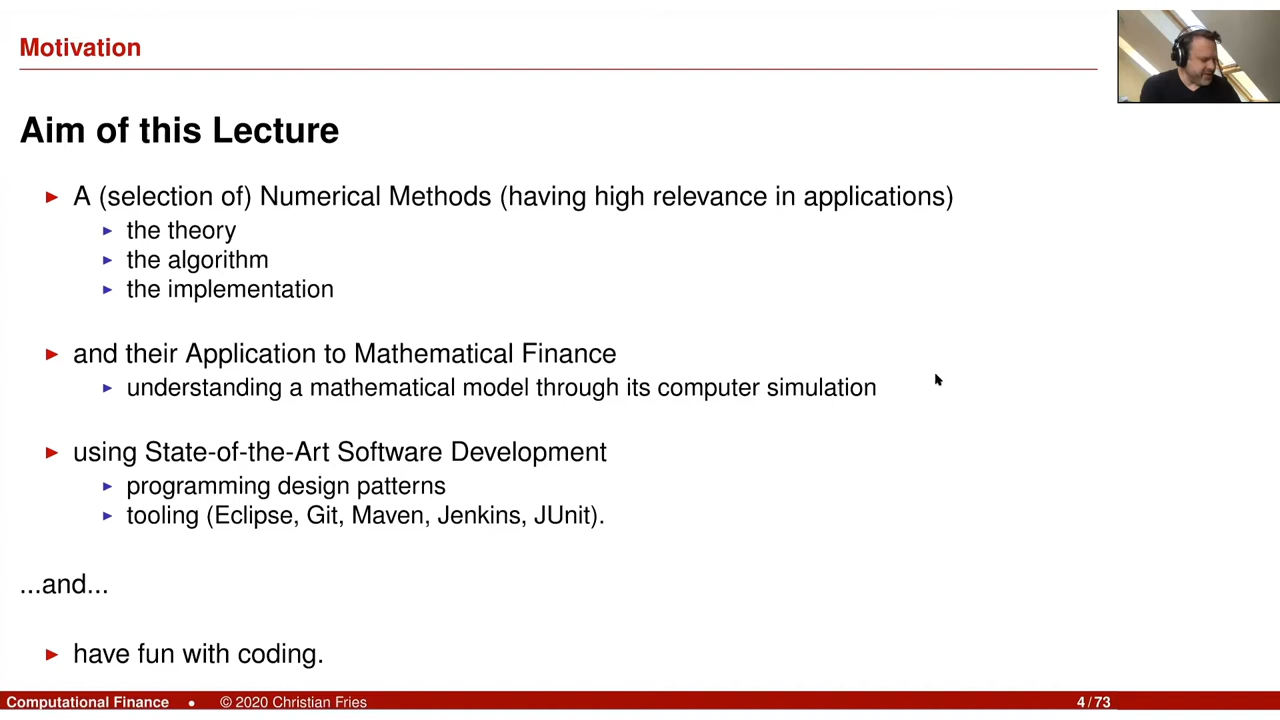 Motivation
Aim of this Lecture
A (selection of) Numerical Methods (having high relevance in applications)
the theory
the algorithm
the implementation
and their Application to Mathematical Finance
understanding a mathematical model through its computer simulation
using State-of-the-Art Software Development
programming design patterns
tooling (Eclipse, Git, Maven, Jenkins, JUnit).
...and...
have fun with coding.
Computational Finance • © 2020 Christian Fries 4 / 73